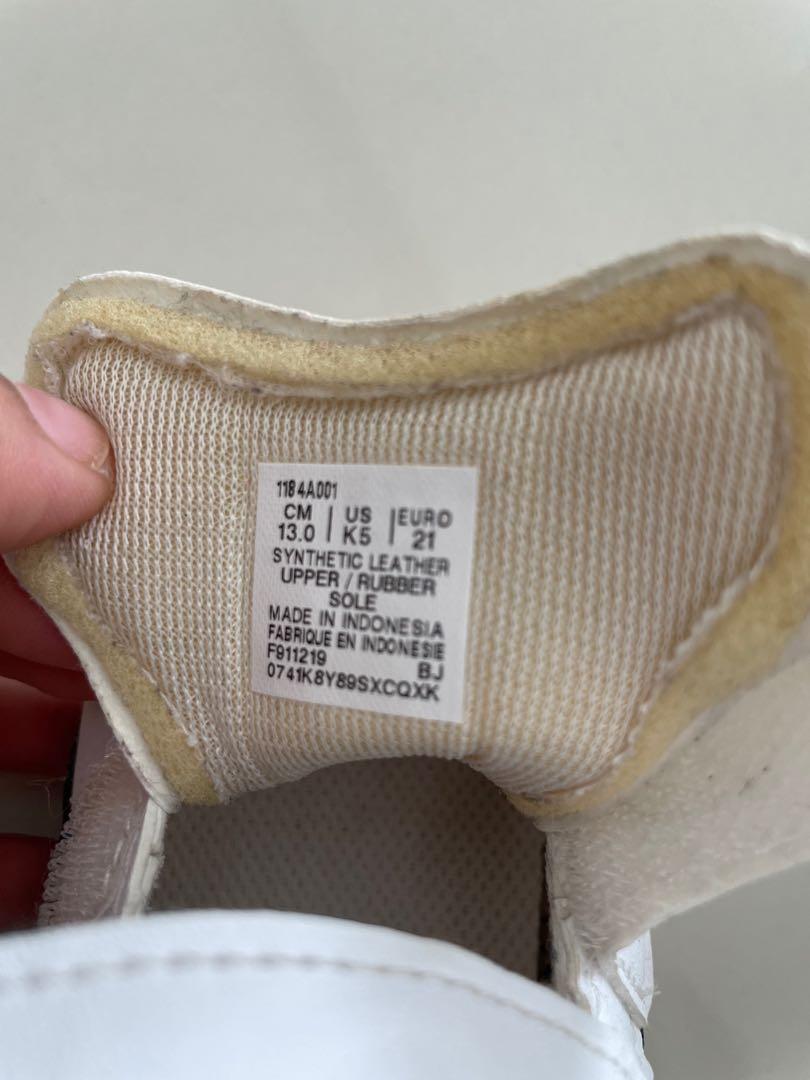 1184A001
CM | US | EURO
13.0 | K5 | 21
SYNTHETIC LEATHER
UPPER / RUBBER
SOLE
MADE IN INDONESIA
FABRIQUE EN INDONESIE
F911219 BJ
0741K8Y89SXCQXK